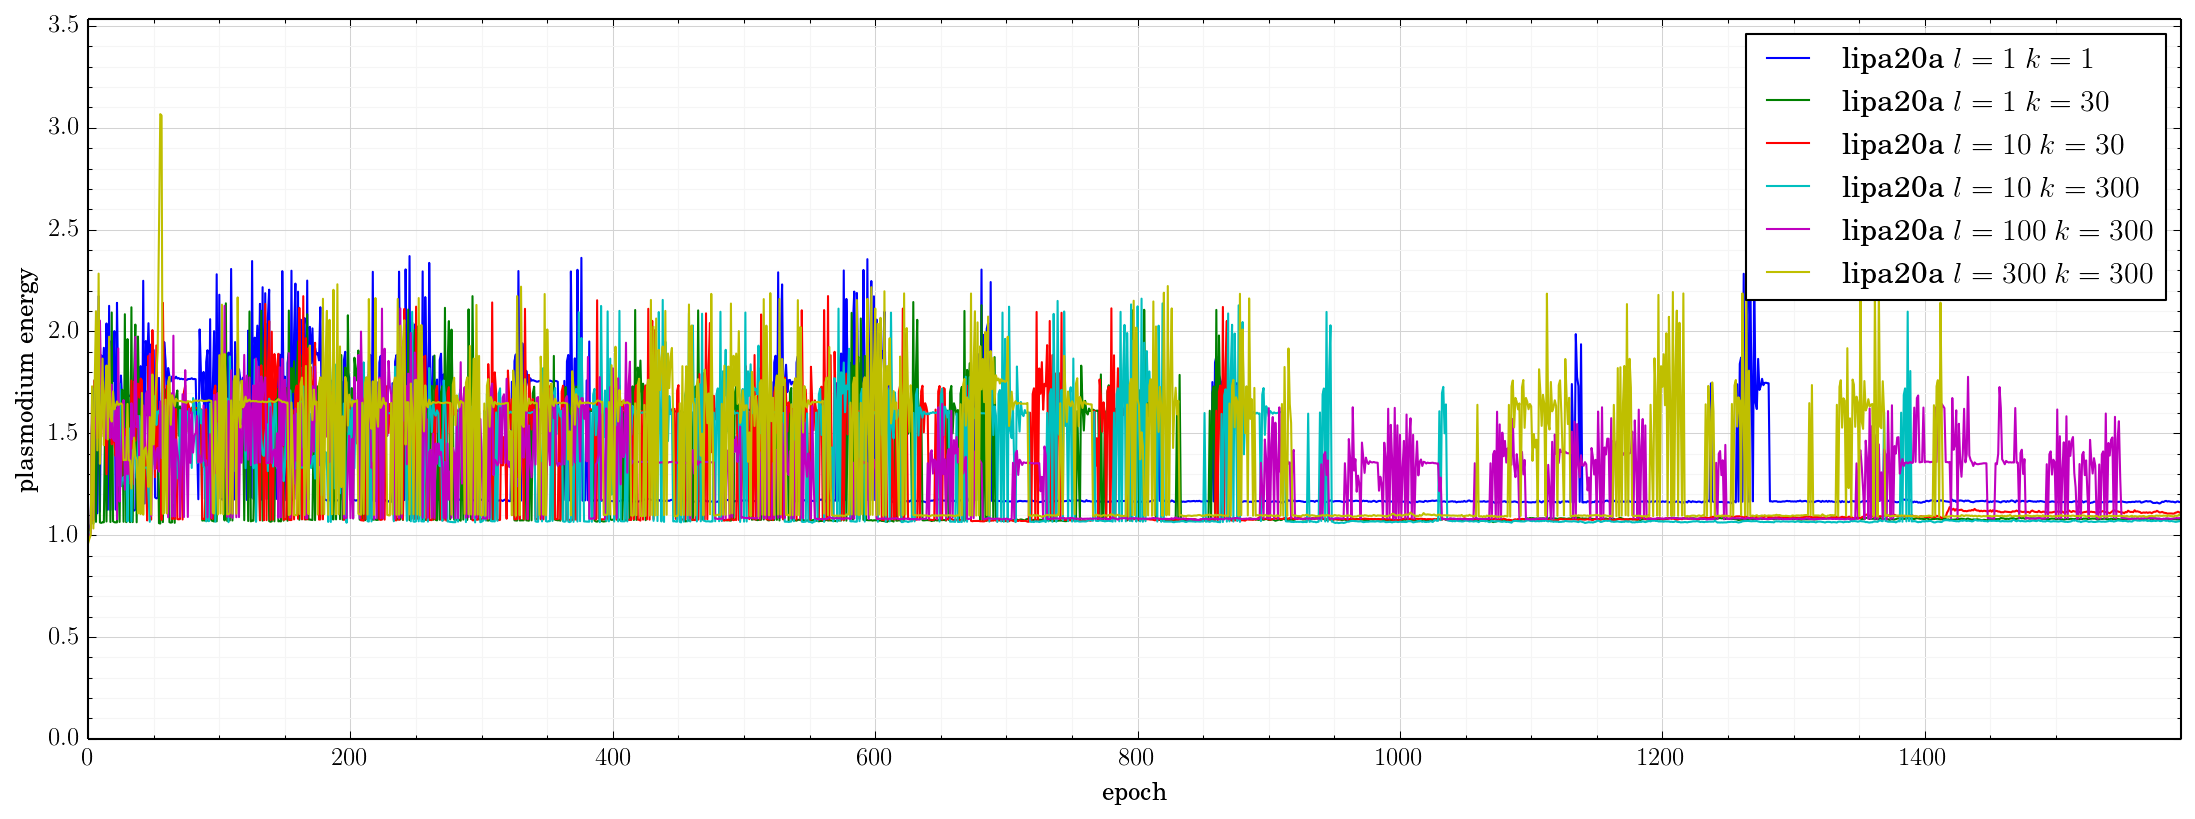 3.5
3.0
2.5
2.0
1.5
1.0
0.5
0.0
plasmodium energy
lipa20a l = 1 k = 1
lipa20a l = 1 k = 30
lipa20a l = 10 k = 30
lipa20a l = 10 k = 300
lipa20a l = 100 k = 300
lipa20a l = 300 k = 300
0 200 400 600 800 1000 1200 1400
epoch